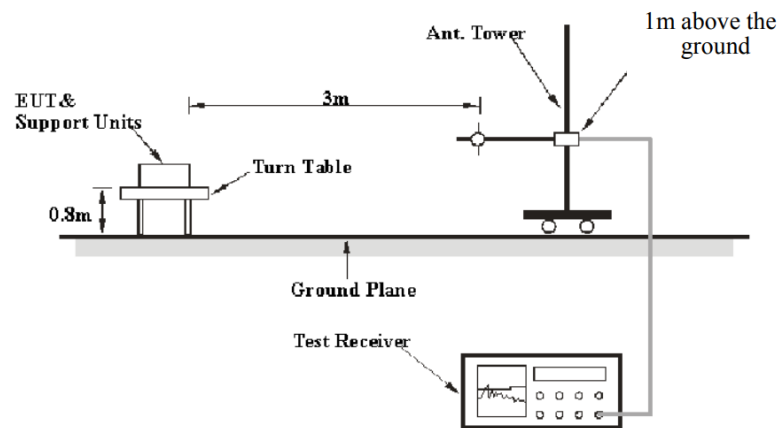 1m above the
ground
Ant. Tower
3m
EUT&
Support Units
Turn Table
0.8m
Ground Plane
Test Receiver